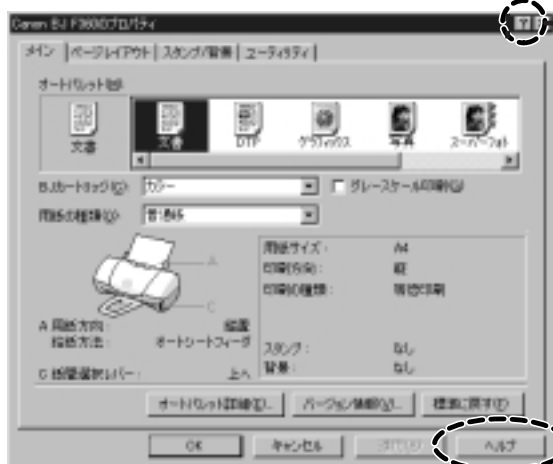 Canon BJ F360のプロパティ
?
メイン ページレイアウト スタンプ/背景 ユーティリティ
オートパレット
文書 文書 DTP グラフィックス 写真 スーパーフォト
BJカートリッジ(C): カラー グレースケール印刷(G)
用紙の種類 普通紙
用紙サイズ: A4
印刷方向: 縦
印刷の種類: 等倍印刷
スタンプ: なし
背景: なし
A
C
A 用紙方向: 縦置
給紙方法: オートシートフィーダ
C 紙間選択レバー: 上へ
オートパレット詳細 バージョン情報 標準に戻す
OK キャンセル ヘルプ